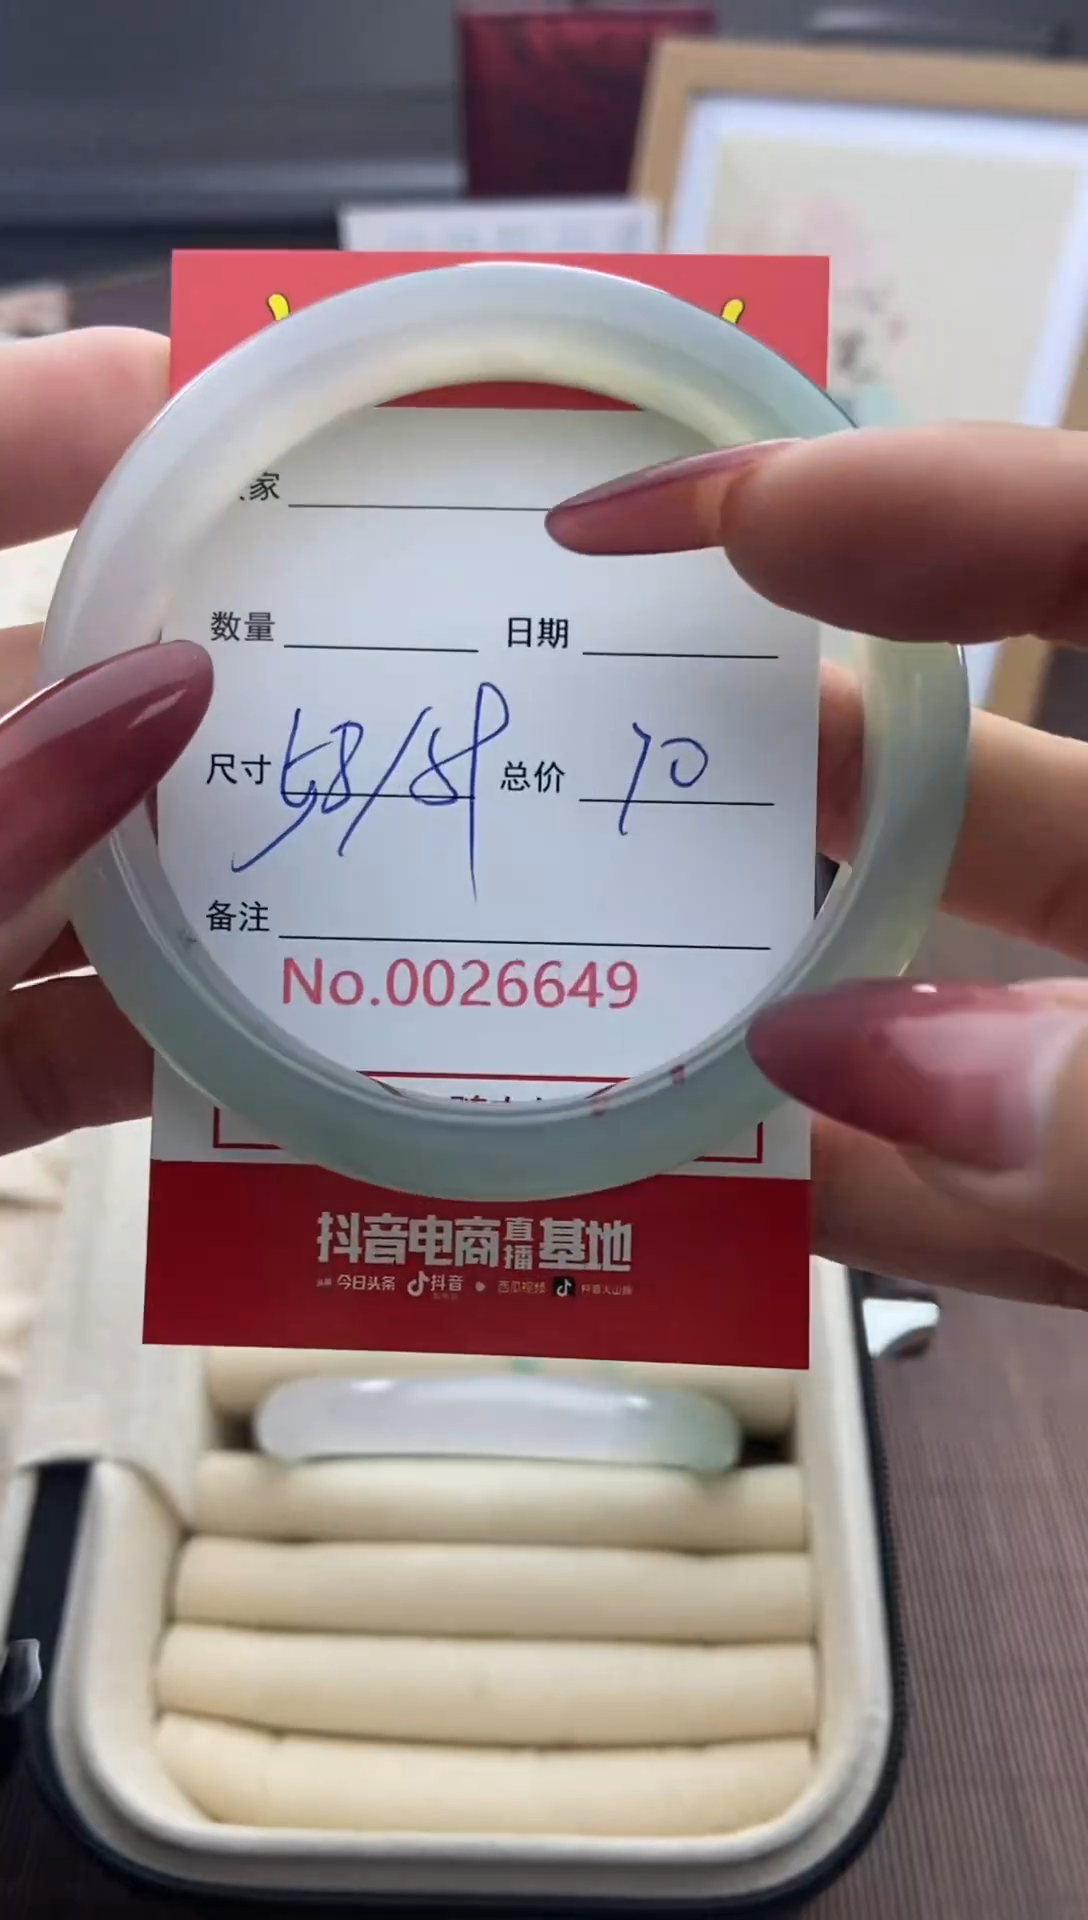 家
数量 日期
尺寸 58/8 总价 70
备注
No.0026649
抖音电商直播基地
今日头条 抖音 西瓜视频 抖音火山版